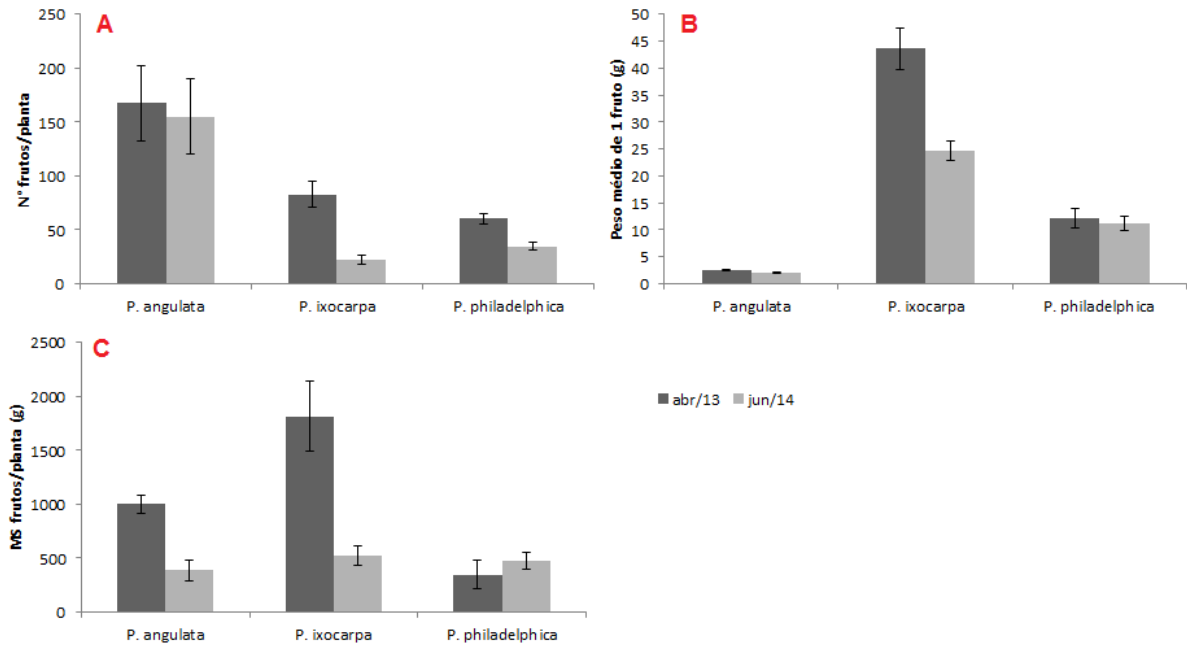 A
N° frutos/planta
250
200
150
100
50
0
P. angulata
P. ixocarpa
P. philadelphica
B
Peso médio de 1 fruto (g)
50
45
40
35
30
25
20
15
10
5
0
P. angulata
P. ixocarpa
P. philadelphica
C
MS frutos/planta (g)
2500
2000
1500
1000
500
0
P. angulata
P. ixocarpa
P. philadelphica
abr/13 jun/14